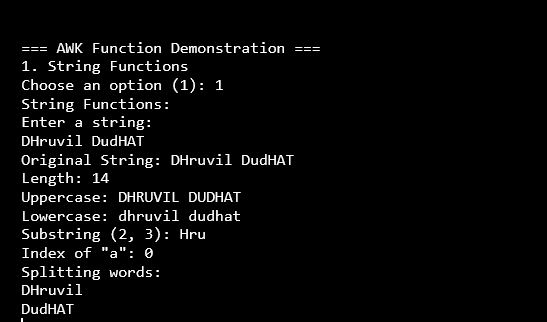 === AWK Function Demonstration ===
1. String Functions
Choose an option (1): 1
String Functions:
Enter a string:
DHruvil DudHAT
Original String: DHruvil DudHAT
Length: 14
Uppercase: DHRUVIL DUDHAT
Lowercase: dhruvil dudhat
Substring (2, 3): Hru
Index of "a": 0
Splitting words:
DHruvil
DudHAT